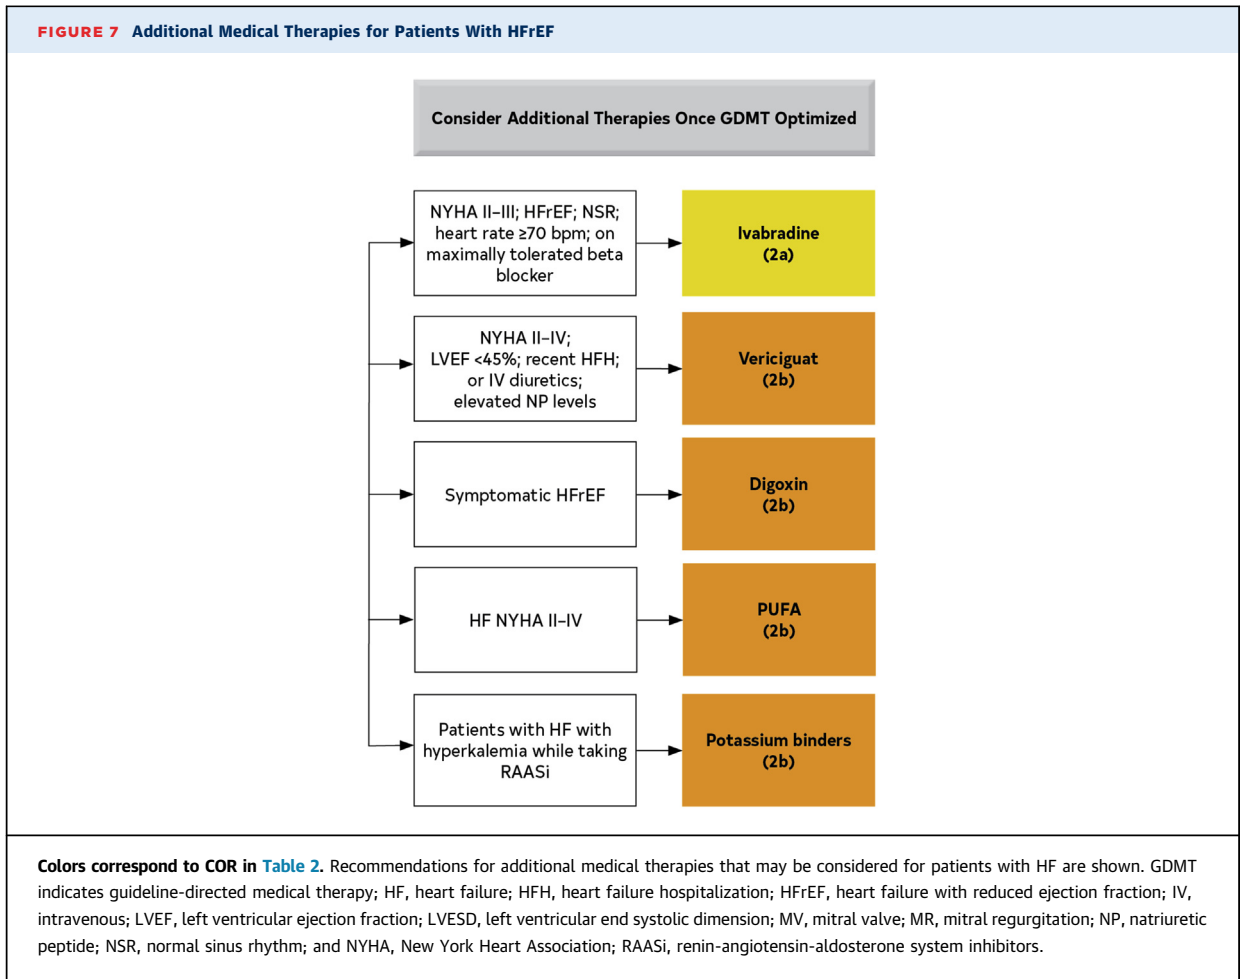 FIGURE 7 Additional Medical Therapies for Patients With HFrEF
Consider Additional Therapies Once GDMT Optimized
NYHA II–III; HFrEF; NSR;
heart rate ≥70 bpm; on
maximally tolerated beta
blocker
Ivabradine
(2a)
NYHA II–IV;
LVEF <45%; recent HFH;
or IV diuretics;
elevated NP levels
Vericiguat
(2b)
Symptomatic HFrEF
Digoxin
(2b)
HF NYHA II–IV
PUFA
(2b)
Patients with HF with
hyperkalemia while taking
RAASi
Potassium binders
(2b)
Colors correspond to COR in Table 2. Recommendations for additional medical therapies that may be considered for patients with HF are shown. GDMT
indicates guideline-directed medical therapy; HF, heart failure; HFH, heart failure hospitalization; HFrEF, heart failure with reduced ejection fraction; IV,
intravenous; LVEF, left ventricular ejection fraction; LVESD, left ventricular end systolic dimension; MV, mitral valve; MR, mitral regurgitation; NP, natriuretic
peptide; NSR, normal sinus rhythm; and NYHA, New York Heart Association; RAASi, renin-angiotensin-aldosterone system inhibitors.